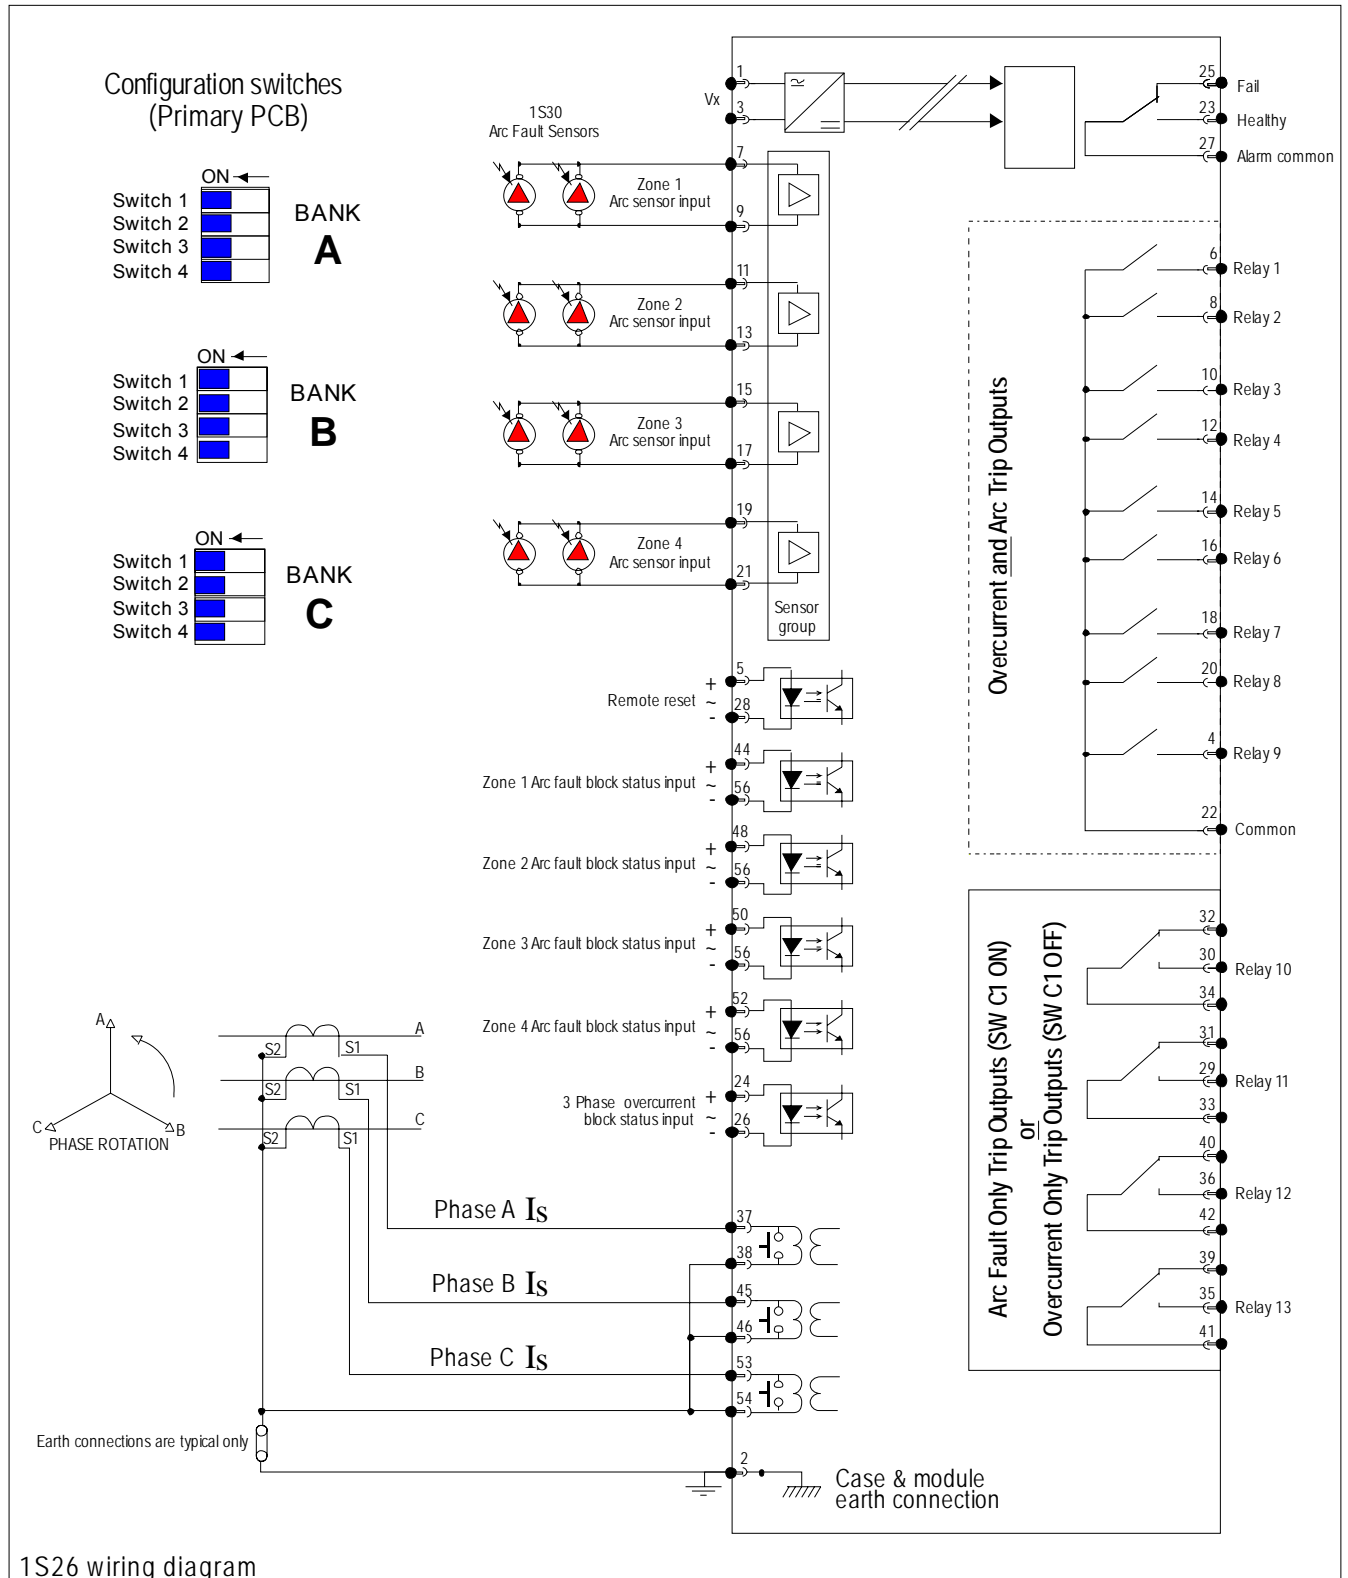 Configuration switches
(Primary PCB)
ON
Switch 1
Switch 2
Switch 3
Switch 4
BANK
A
ON
Switch 1
Switch 2
Switch 3
Switch 4
BANK
B
ON
Switch 1
Switch 2
Switch 3
Switch 4
BANK
C
1S30
Arc Fault Sensors
Vx
1
3
7
Zone 1
Arc sensor input
9
11
Zone 2
Arc sensor input
13
15
Zone 3
Arc sensor input
17
19
Zone 4
Arc sensor input
21
Sensor
group
25
Fail
23
Healthy
27
Alarm common
Overcurrent and Arc Trip Outputs
6
Relay 1
8
Relay 2
10
Relay 3
12
Relay 4
14
Relay 5
16
Relay 6
18
Relay 7
20
Relay 8
4
Relay 9
22
Common
Remote reset
+
~
-
5
28
Zone 1 Arc fault block status input
+
~
-
44
56
Zone 2 Arc fault block status input
+
~
-
48
56
Zone 3 Arc fault block status input
+
~
-
50
56
Zone 4 Arc fault block status input
+
~
-
52
56
3 Phase overcurrent
block status input
+
~
-
24
26
Arc Fault Only Trip Outputs (SW C1 ON)
or
Overcurrent Only Trip Outputs (SW C1 OFF)
32
30
Relay 10
34
31
29
Relay 11
33
40
36
Relay 12
42
39
35
Relay 13
41
A
C
B
PHASE ROTATION
A
S2
S1
B
S2
S1
C
S2
S1
Phase A Is
37
38
Phase B Is
45
46
Phase C Is
53
54
Earth connections are typical only
2
Case & module
earth connection
1S26 wiring diagram